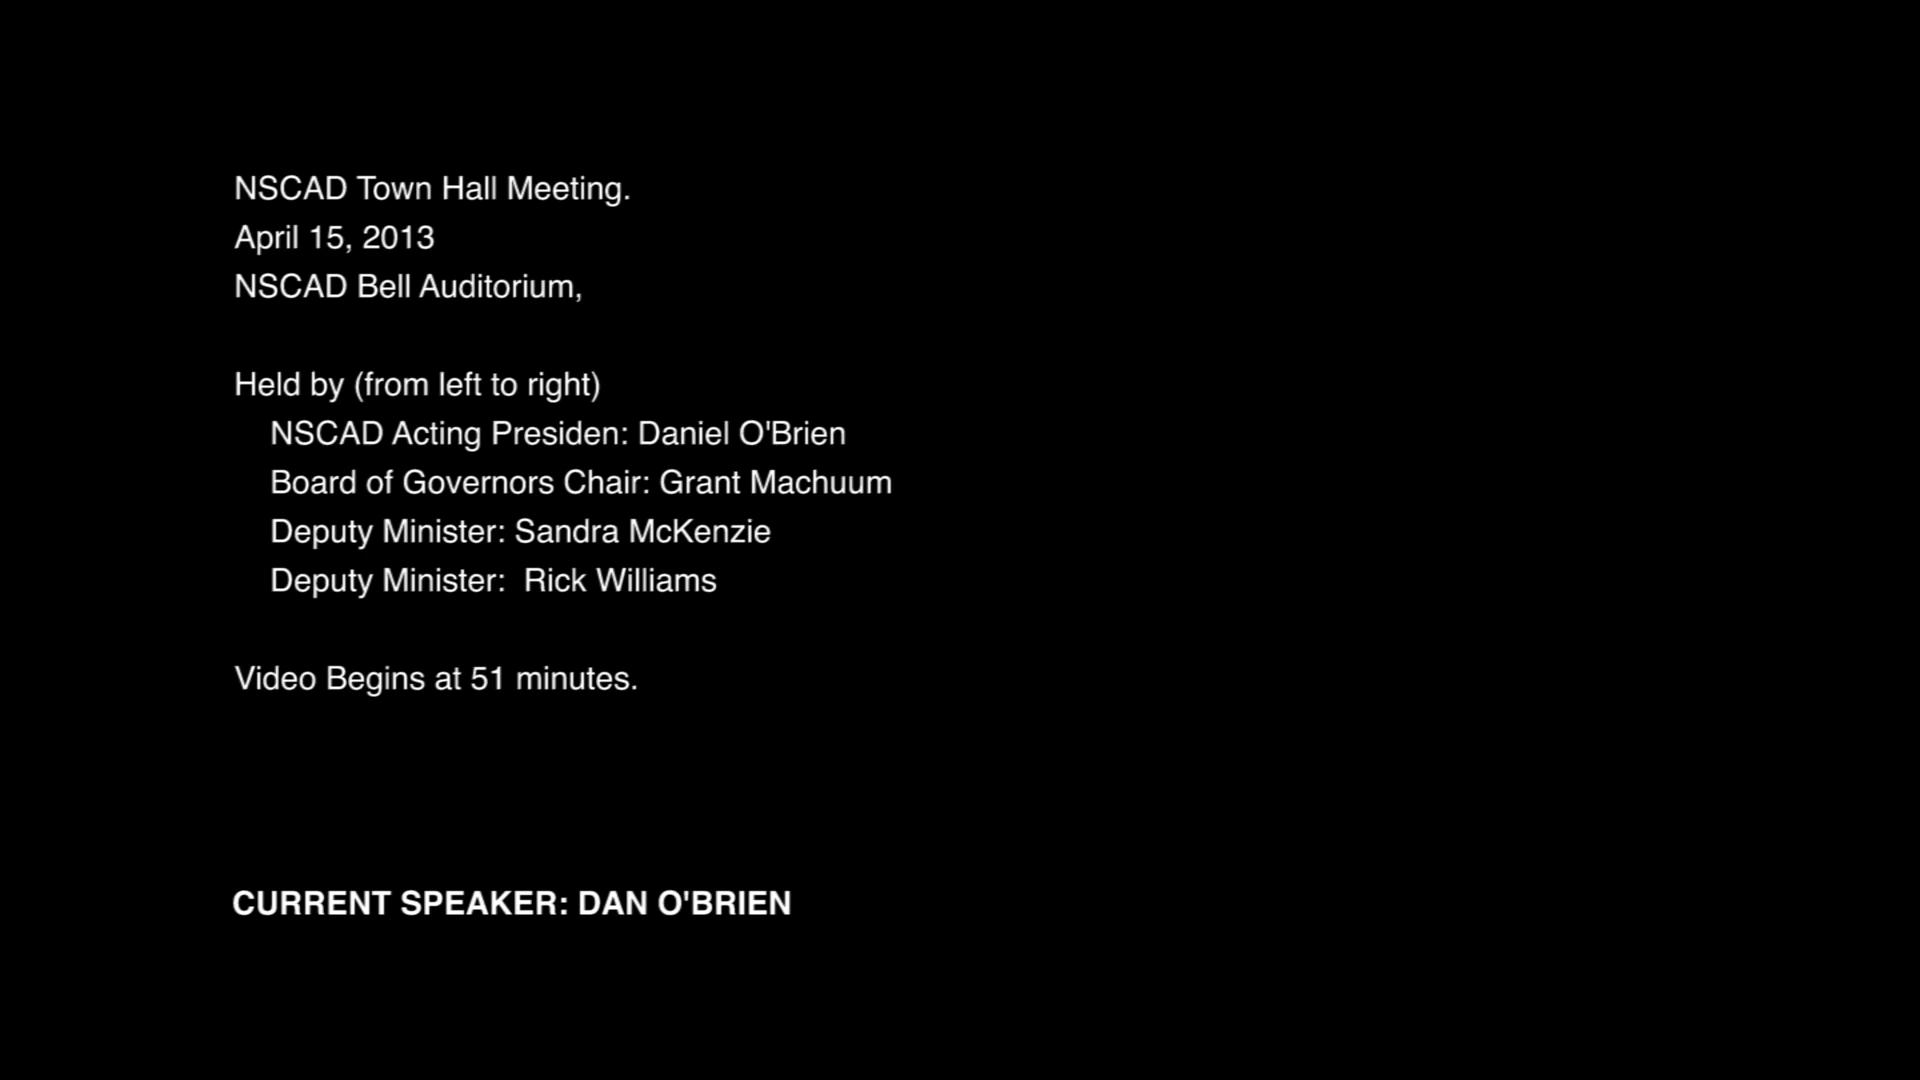 NSCAD Town Hall Meeting.
April 15, 2013
NSCAD Bell Auditorium,
Held by (from left to right)
NSCAD Acting Presiden: Daniel O'Brien
Board of Governors Chair: Grant Machuum
Deputy Minister: Sandra McKenzie
Deputy Minister:  Rick Williams
Video Begins at 51 minutes.
CURRENT SPEAKER: DAN O'BRIEN